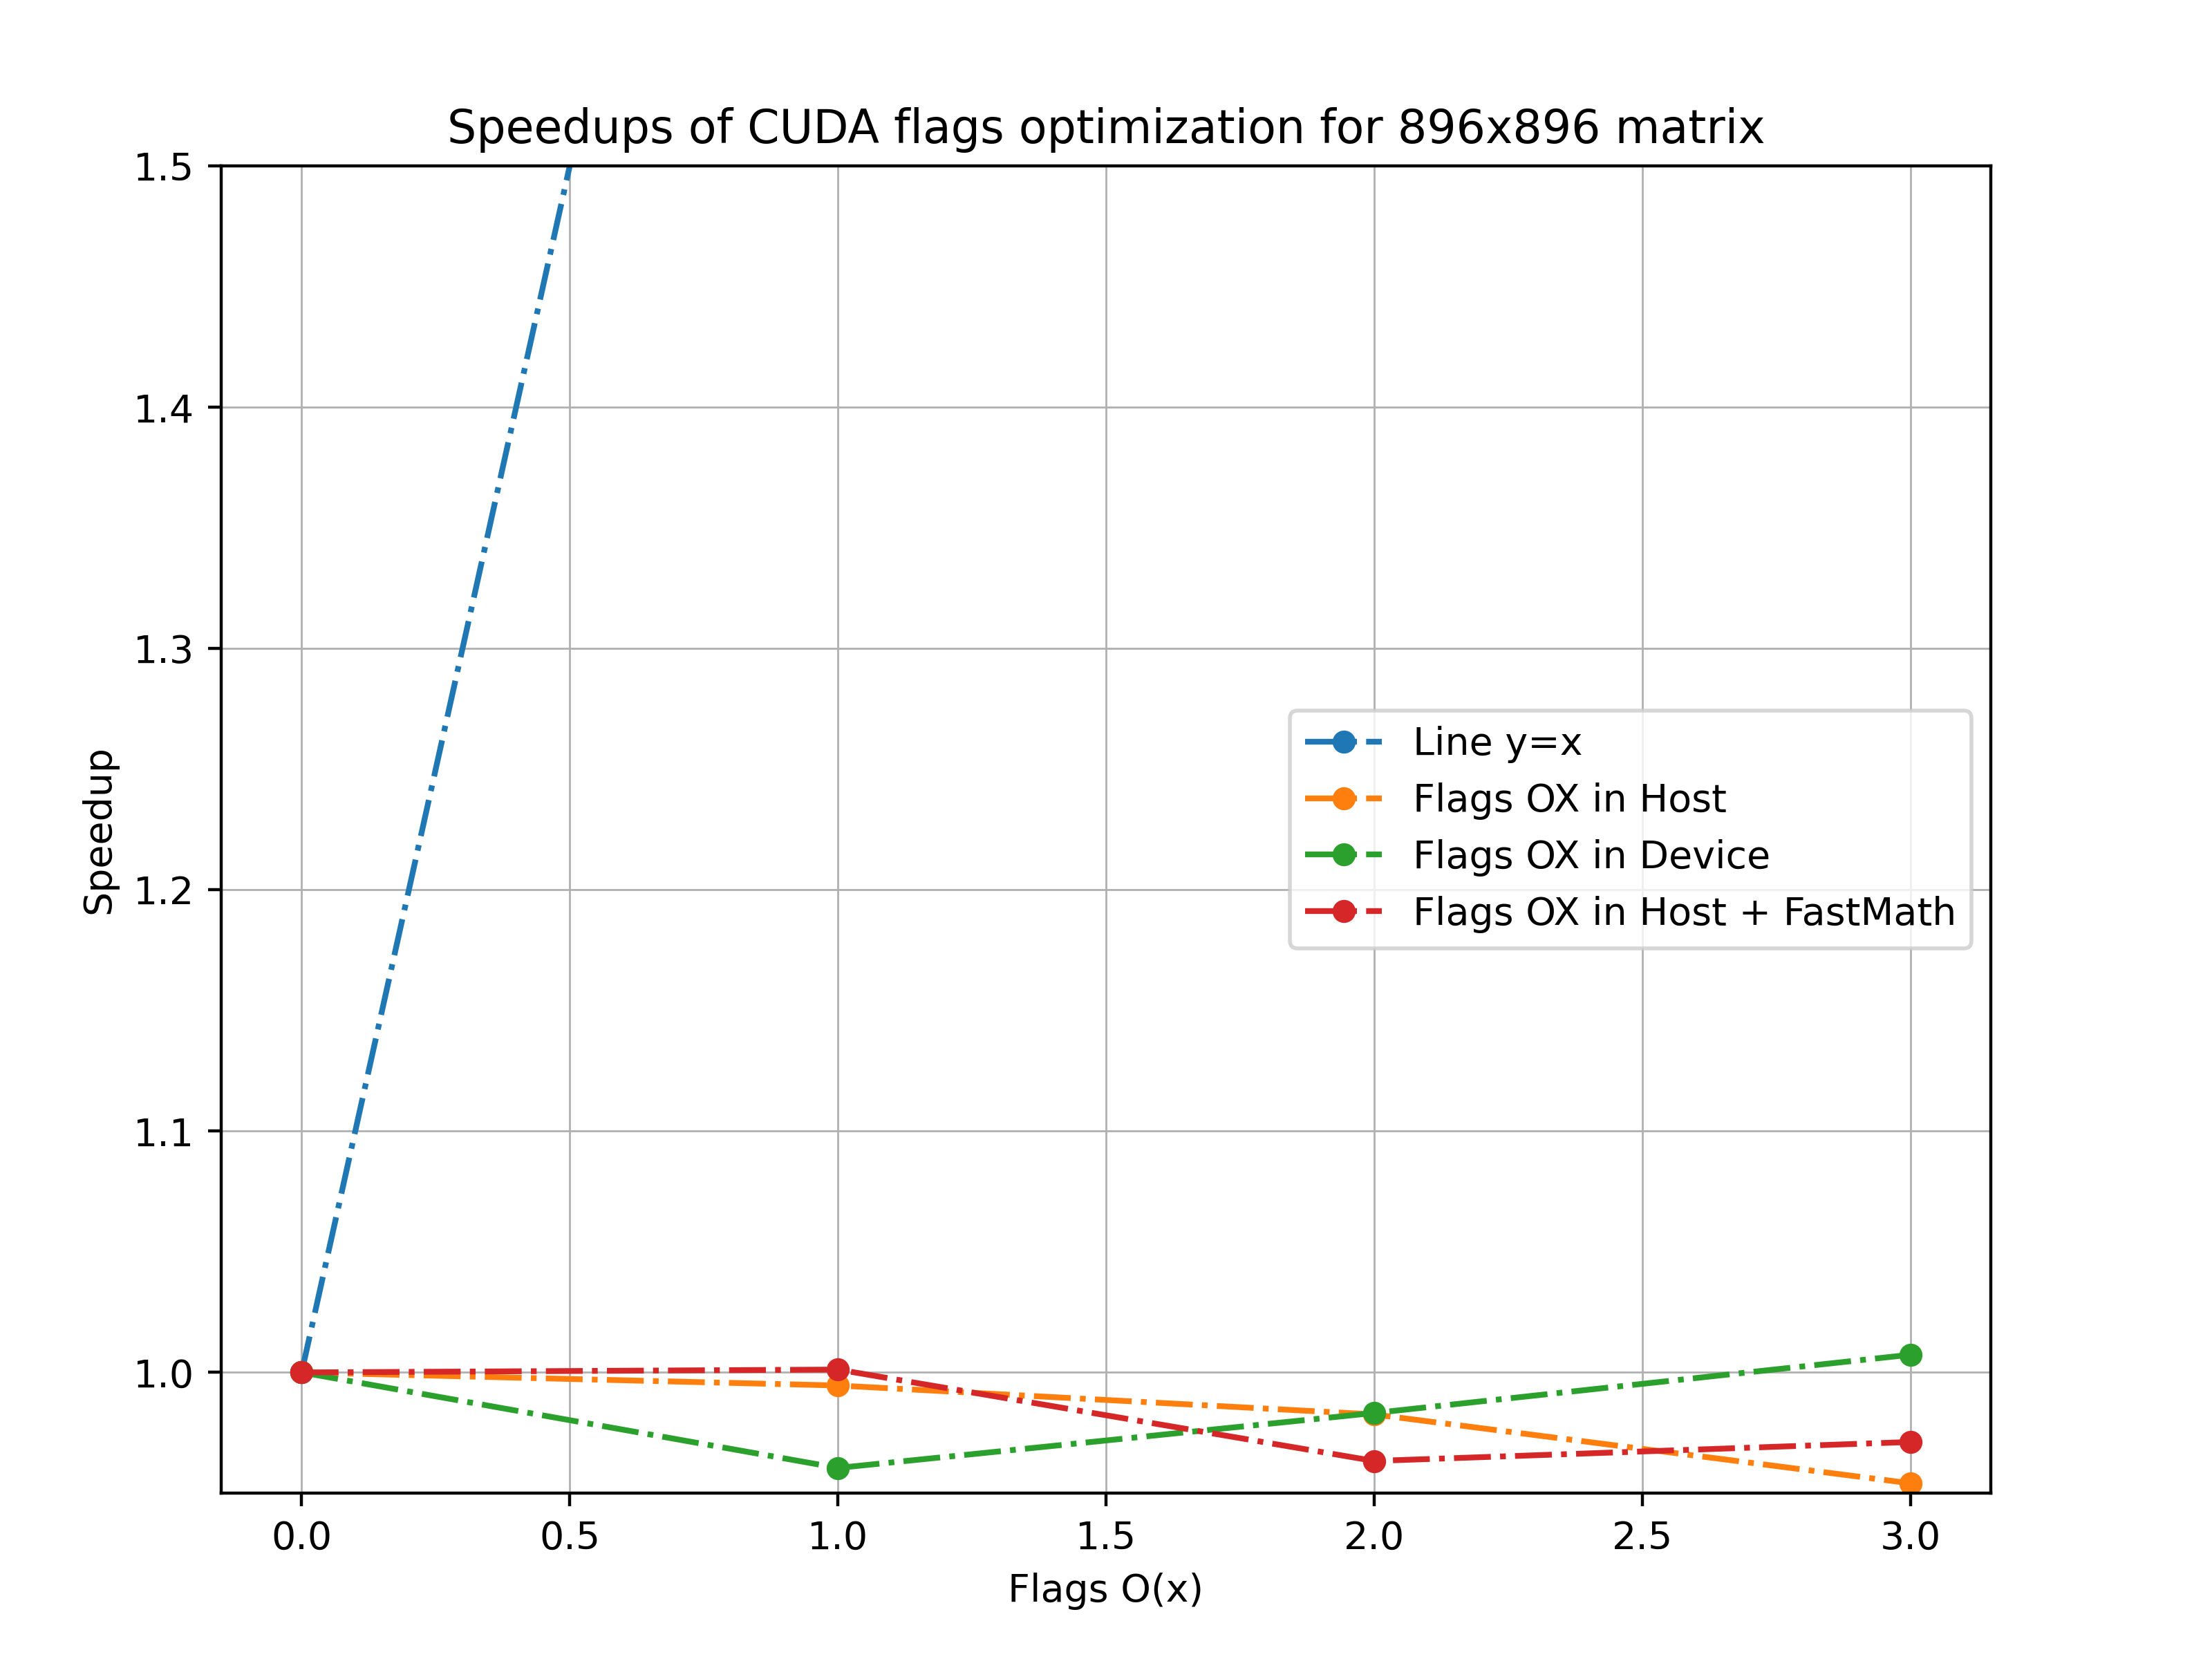 Speedups of CUDA flags optimization for 896x896 matrix
1.5
1.4
1.3
1.2
1.1
1.0
Speedup
Line y=x
Flags OX in Host
Flags OX in Device
Flags OX in Host + FastMath
0.0 0.5 1.0 1.5 2.0 2.5 3.0
Flags O(x)